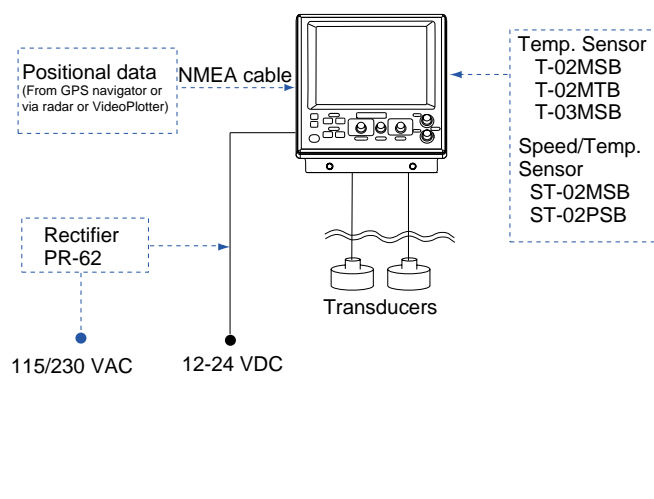 Positional data
(From GPS navigator or
via radar or VideoPlotter)
NMEA cable
Temp. Sensor
T-02MSB
T-02MTB
T-03MSB
Speed/Temp.
Sensor
ST-02MSB
ST-02PSB
Rectifier
PR-62
Transducers
115/230 VAC
12-24 VDC